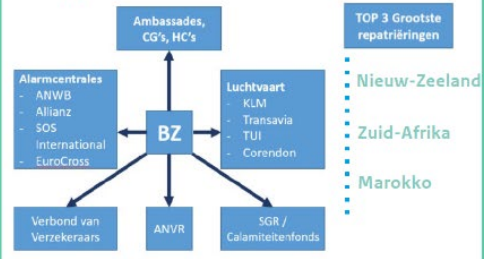 Ambassades,
CG's, HC's
Alarmcentrales
- ANWB
- Allianz
- SOS
International
- EuroCross
BZ
Luchtvaart
- KLM
- Transavia
- TUI
- Corendon
Verbond van
Verzekeraars
ANVR
SGR /
Calamiteitenfonds
TOP 3 Grootste
repatriëringen
Nieuw-Zeeland
Zuid-Afrika
Marokko